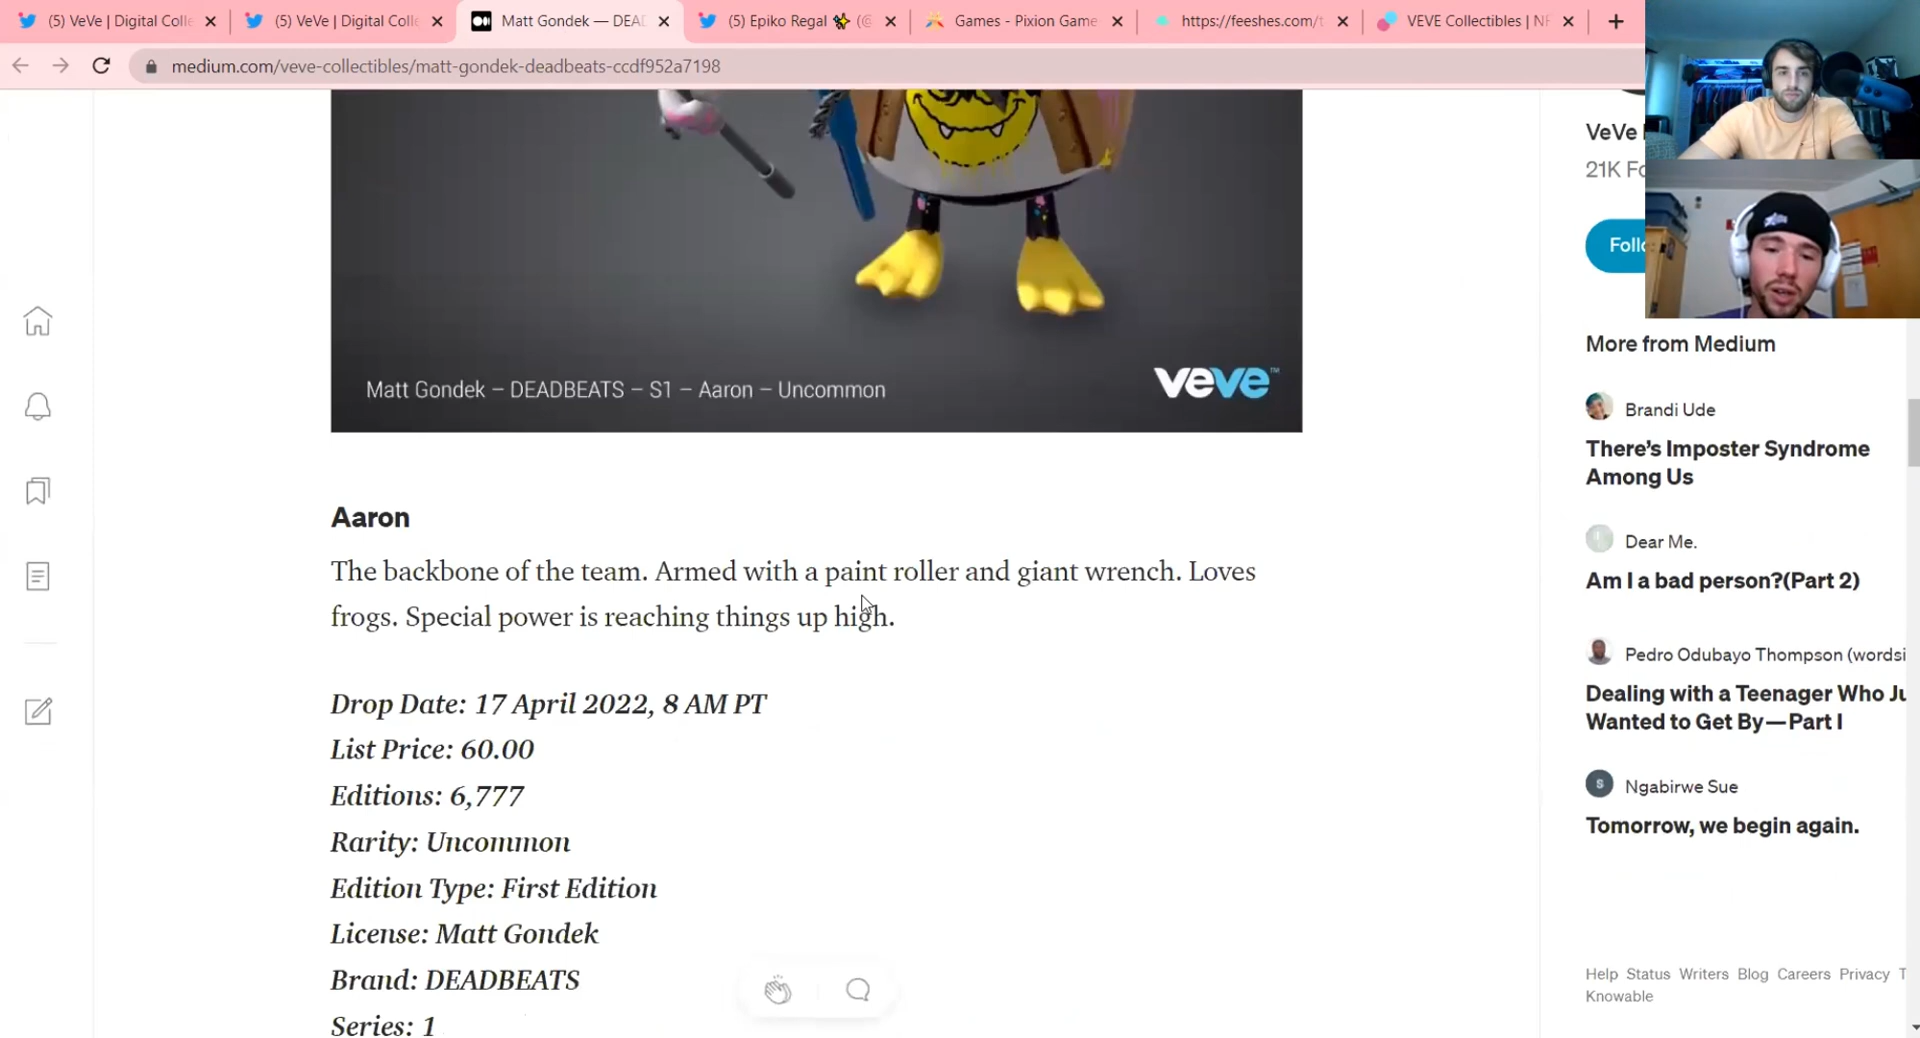 (5) VeVe | Digital Colle
(5) VeVe | Digital Colle
Matt Gondek — DEAD
(5) Epiko Regal ✨ (@
Games - Pixion Game
https://feeshes.com/t
VEVE Collectibles | NF
medium.com/veve-collectibles/matt-gondek-deadbeats-ccdf952a7198
Matt Gondek – DEADBEATS – S1 – Aaron – Uncommon
veve™
Aaron
The backbone of the team. Armed with a paint roller and giant wrench. Loves
frogs. Special power is reaching things up high.
Drop Date: 17 April 2022, 8 AM PT
List Price: 60.00
Editions: 6,777
Rarity: Uncommon
Edition Type: First Edition
License: Matt Gondek
Brand: DEADBEATS
Series: 1
VeVe
21K Fo
Follo
More from Medium
Brandi Ude
There's Imposter Syndrome
Among Us
Dear Me.
Am I a bad person?(Part 2)
Pedro Odubayo Thompson (wordsi
Dealing with a Teenager Who Ju
Wanted to Get By—Part I
S
Ngabirwe Sue
Tomorrow, we begin again.
Help Status Writers Blog Careers Privacy T
Knowable